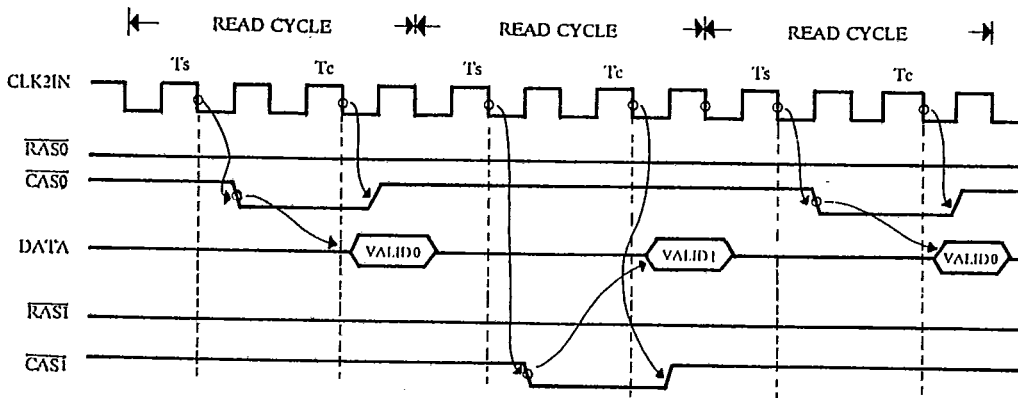 READ CYCLE READ CYCLE READ CYCLE
Ts Tc Ts Tc Ts Tc
CLK2IN
RAS0
CAS0
DATA VALID0 VALID1 VALID0
RAS1
CAS1